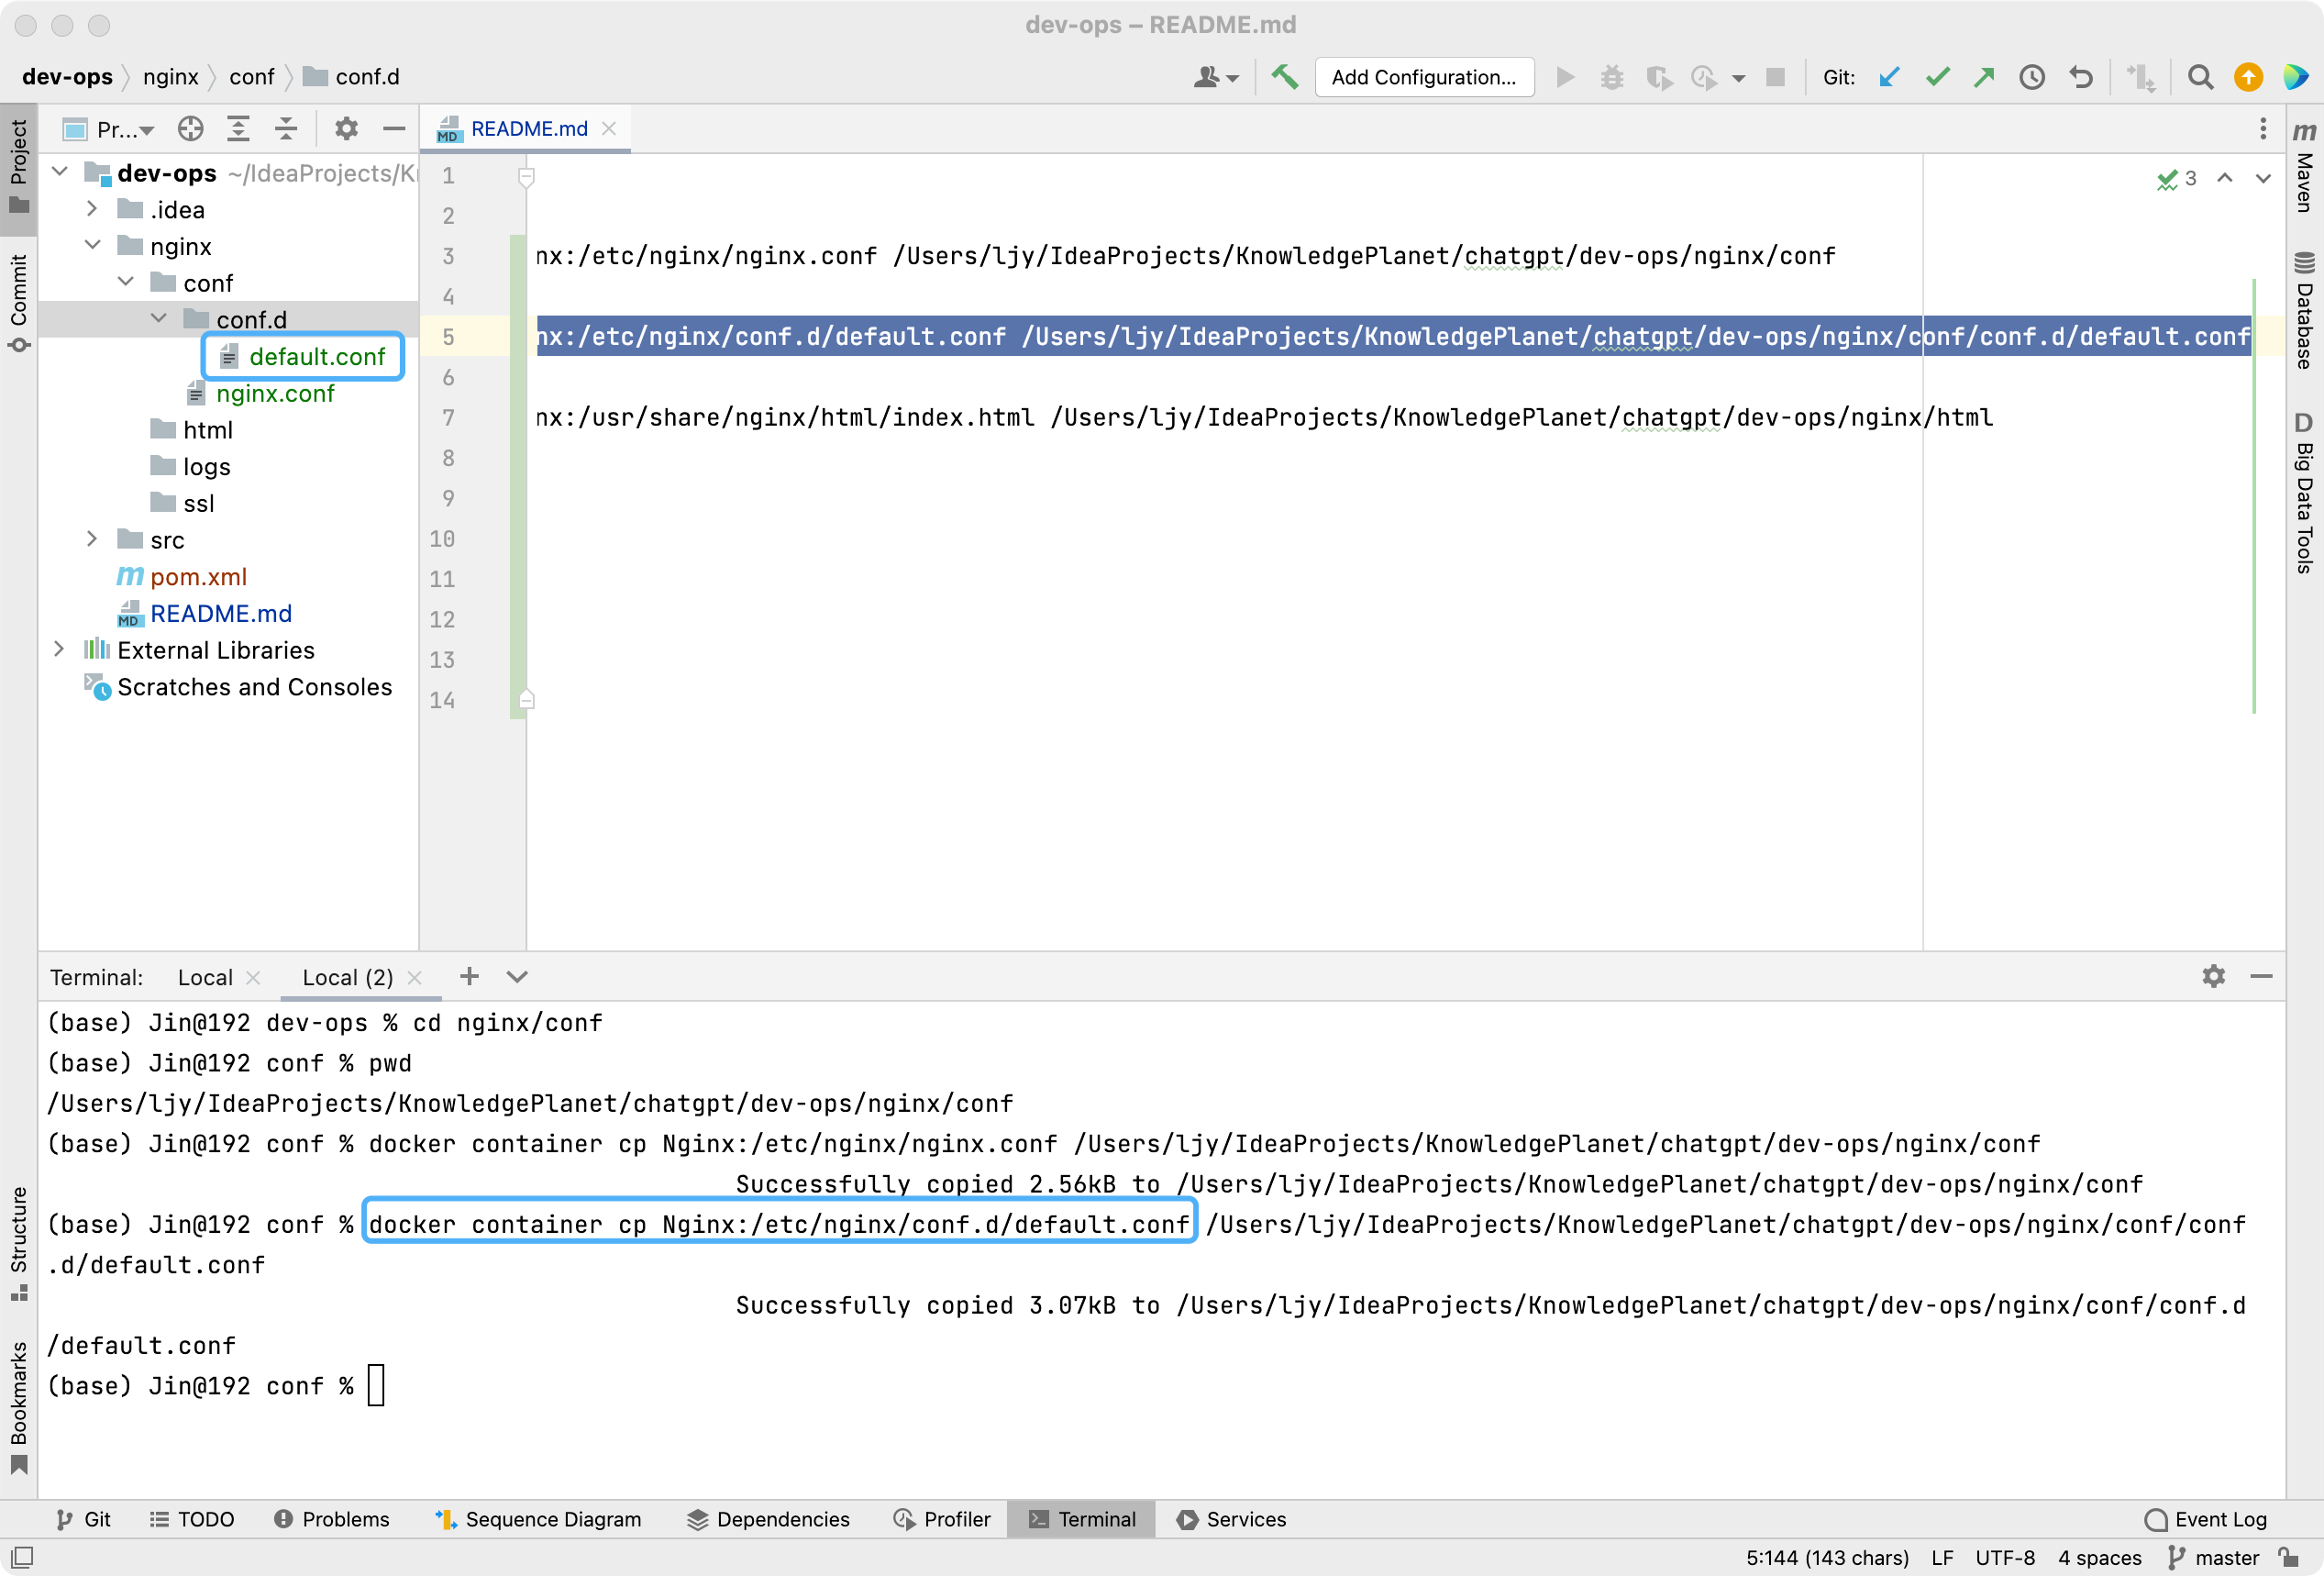 dev-ops – README.md
dev-ops nginx conf conf.d
Add Configuration...
Git:
Project
Commit
Structure
Bookmarks
Pr...
dev-ops ~/IdeaProjects/K
.idea
nginx
conf
conf.d
default.conf
nginx.conf
html
logs
ssl
src
pom.xml
README.md
External Libraries
Scratches and Consoles
README.md
3
1
2
3 nx:/etc/nginx/nginx.conf /Users/ljy/IdeaProjects/KnowledgePlanet/chatgpt/dev-ops/nginx/conf
4
5 nx:/etc/nginx/conf.d/default.conf /Users/ljy/IdeaProjects/KnowledgePlanet/chatgpt/dev-ops/nginx/conf/conf.d/default.conf
6
7 nx:/usr/share/nginx/html/index.html /Users/ljy/IdeaProjects/KnowledgePlanet/chatgpt/dev-ops/nginx/html
8
9
10
11
12
13
14
Maven
Database
Big Data Tools
Terminal: Local Local (2)
(base) Jin@192 dev-ops % cd nginx/conf
(base) Jin@192 conf % pwd
/Users/ljy/IdeaProjects/KnowledgePlanet/chatgpt/dev-ops/nginx/conf
(base) Jin@192 conf % docker container cp Nginx:/etc/nginx/nginx.conf /Users/ljy/IdeaProjects/KnowledgePlanet/chatgpt/dev-ops/nginx/conf
Successfully copied 2.56kB to /Users/ljy/IdeaProjects/KnowledgePlanet/chatgpt/dev-ops/nginx/conf
(base) Jin@192 conf % docker container cp Nginx:/etc/nginx/conf.d/default.conf /Users/ljy/IdeaProjects/KnowledgePlanet/chatgpt/dev-ops/nginx/conf/conf
.d/default.conf
Successfully copied 3.07kB to /Users/ljy/IdeaProjects/KnowledgePlanet/chatgpt/dev-ops/nginx/conf/conf.d
/default.conf
(base) Jin@192 conf %
Git TODO Problems Sequence Diagram Dependencies Profiler Terminal Services Event Log
5:144 (143 chars) LF UTF-8 4 spaces master